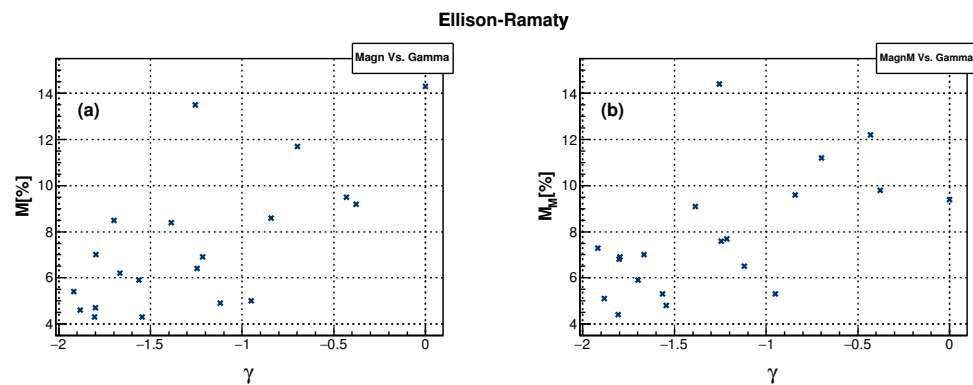 Ellison-Ramaty
Magn Vs. Gamma
(a)
M[%]
14
12
10
8
6
4
−2 −1.5 −1 −0.5 0
γ
MagnM Vs. Gamma
(b)
M_M[%]
14
12
10
8
6
4
−2 −1.5 −1 −0.5 0
γ